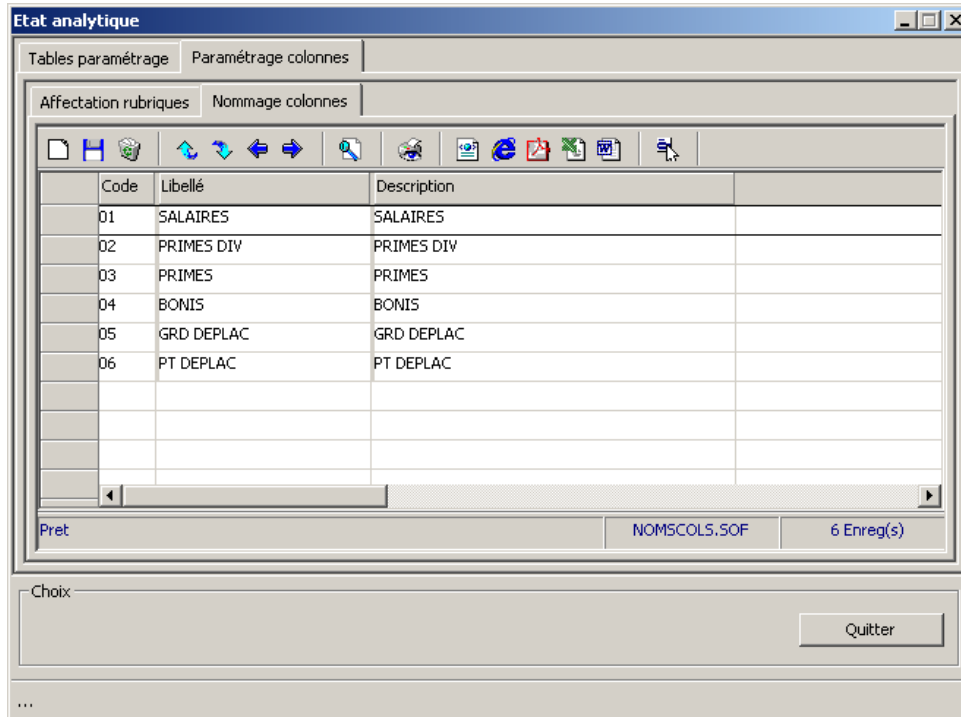 Etat analytique
Tables paramétrage Paramétrage colonnes
Affectation rubriques Nommage colonnes
Code Libellé Description
01 SALAIRES SALAIRES
02 PRIMES DIV PRIMES DIV
03 PRIMES PRIMES
04 BONIS BONIS
05 GRD DEPLAC GRD DEPLAC
06 PT DEPLAC PT DEPLAC
Pret NOMSCOLS.SOF 6 Enreg(s)
Choix
Quitter
...